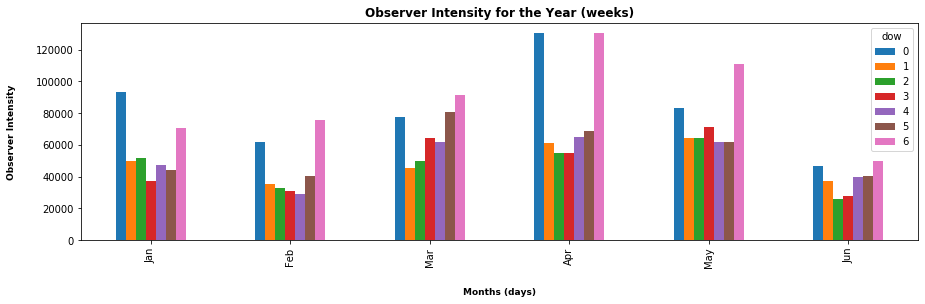 Observer Intensity for the Year (weeks)
Observer Intensity
120000
100000
80000
60000
40000
20000
0
dow
0
1
2
3
4
5
6
Jan
Feb
Mar
Apr
May
Jun
Months (days)